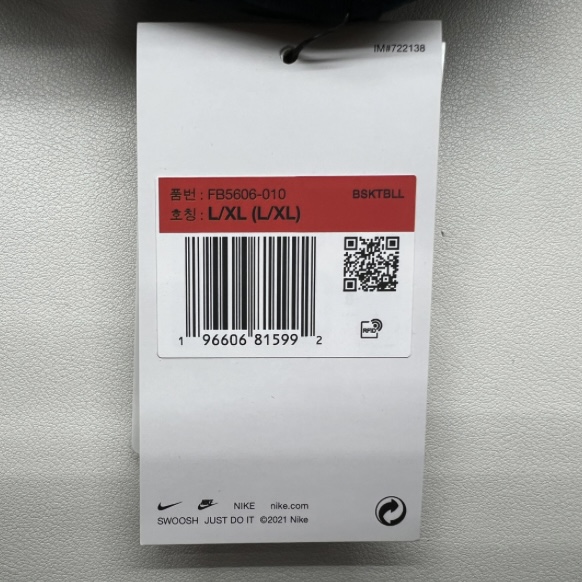 IM#722138
품번 : FB5606-010 BSKTBLL
호칭 : L/XL (L/XL)
1 96606 81599 2
RFID
NIKE nike.com
SWOOSH JUST DO IT ©2021 Nike